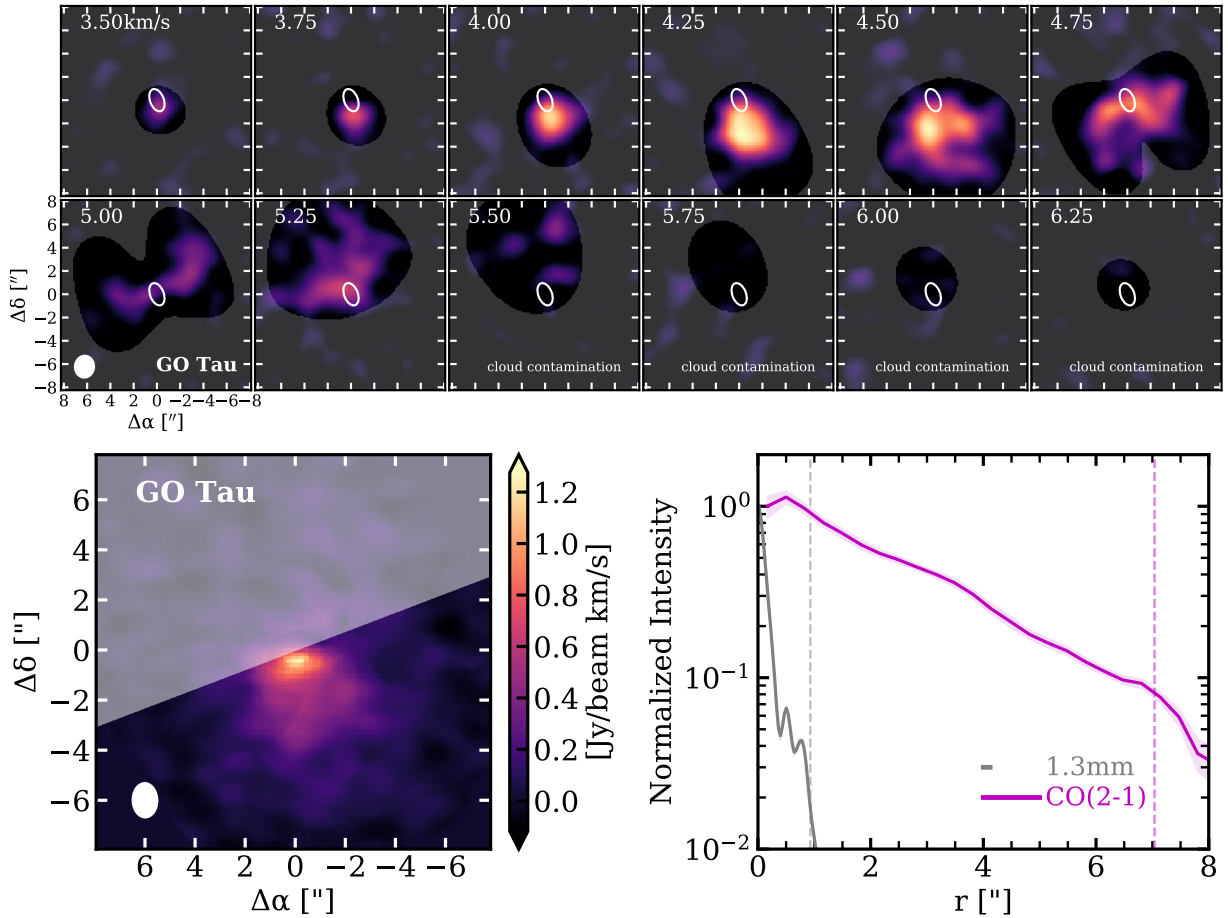 3.50km/s 3.75 4.00 4.25 4.50 4.75
5.00 5.25 5.50 5.75 6.00 6.25
8
6
4
2
0
−2
−4
−6
−8
Δδ [″]
GO Tau
cloud contamination cloud contamination cloud contamination cloud contamination
8 6 4 2 0 −2 −4 −6 −8
Δα [″]
GO Tau
6
4
2
0
−2
−4
−6
Δδ ["]
6 4 2 0 −2 −4 −6
Δα ["]
1.2
1.0
0.8
0.6
0.4
0.2
0.0
[Jy/beam km/s]
Normalized Intensity
10⁰
10⁻¹
10⁻²
1.3mm
CO(2-1)
0 2 4 6 8
r ["]